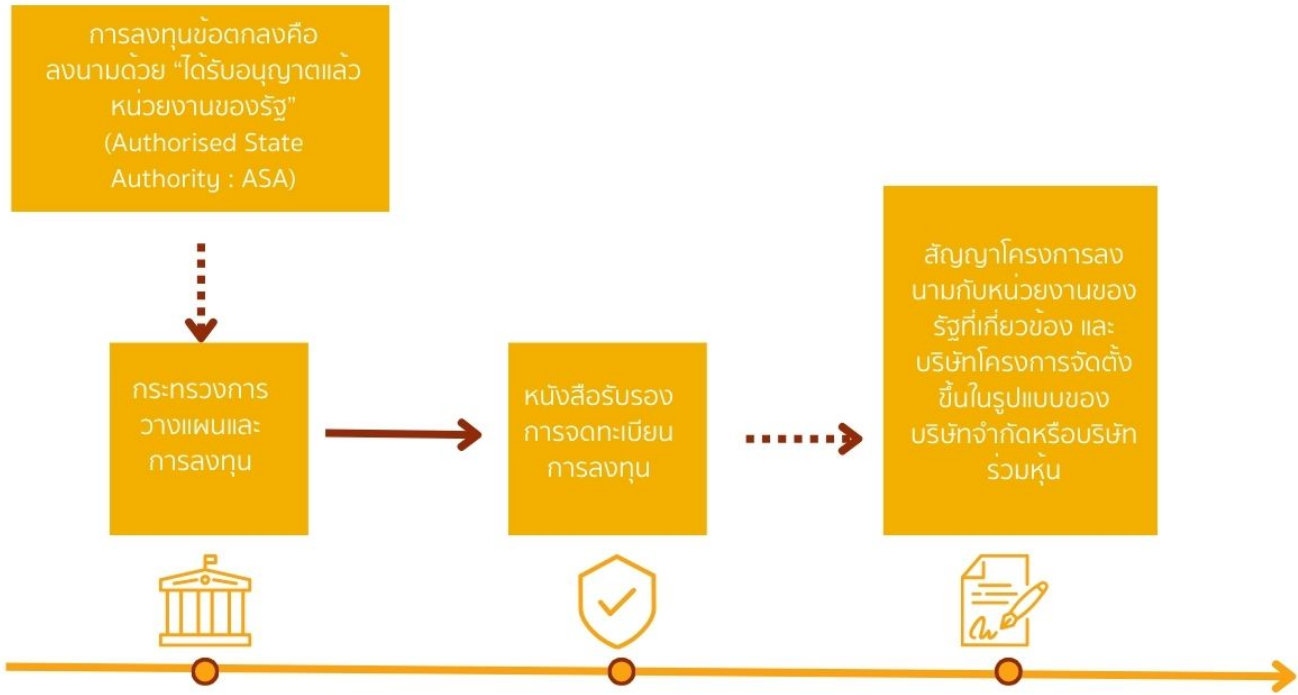 การลงทุนข้อตกลงคือ
ลงนามด้วย “ได้รับอนุญาตแล้ว
หน่วยงานของรัฐ”
(Authorised State
Authority : ASA)
กระทรวงการ
วางแผนและ
การลงทุน
หนังสือรับรอง
การจดทะเบียน
การลงทุน
สัญญาโครงการลง
นามกับหน่วยงานของ
รัฐที่เกี่ยวข้อง และ
บริษัทโครงการจัดตั้ง
ขึ้นในรูปแบบของ
บริษัทจำกัดหรือบริษัท
ร่วมหุ้น